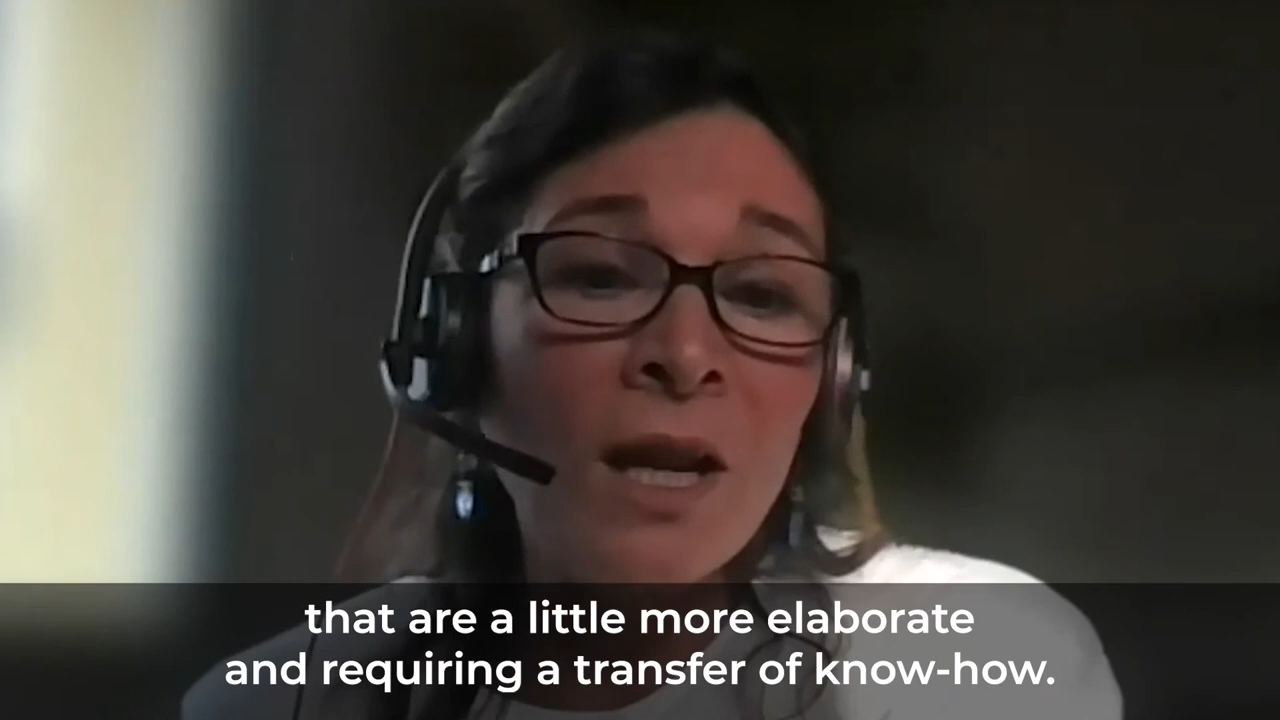 that are a little more elaborate
and requiring a transfer of know-how.